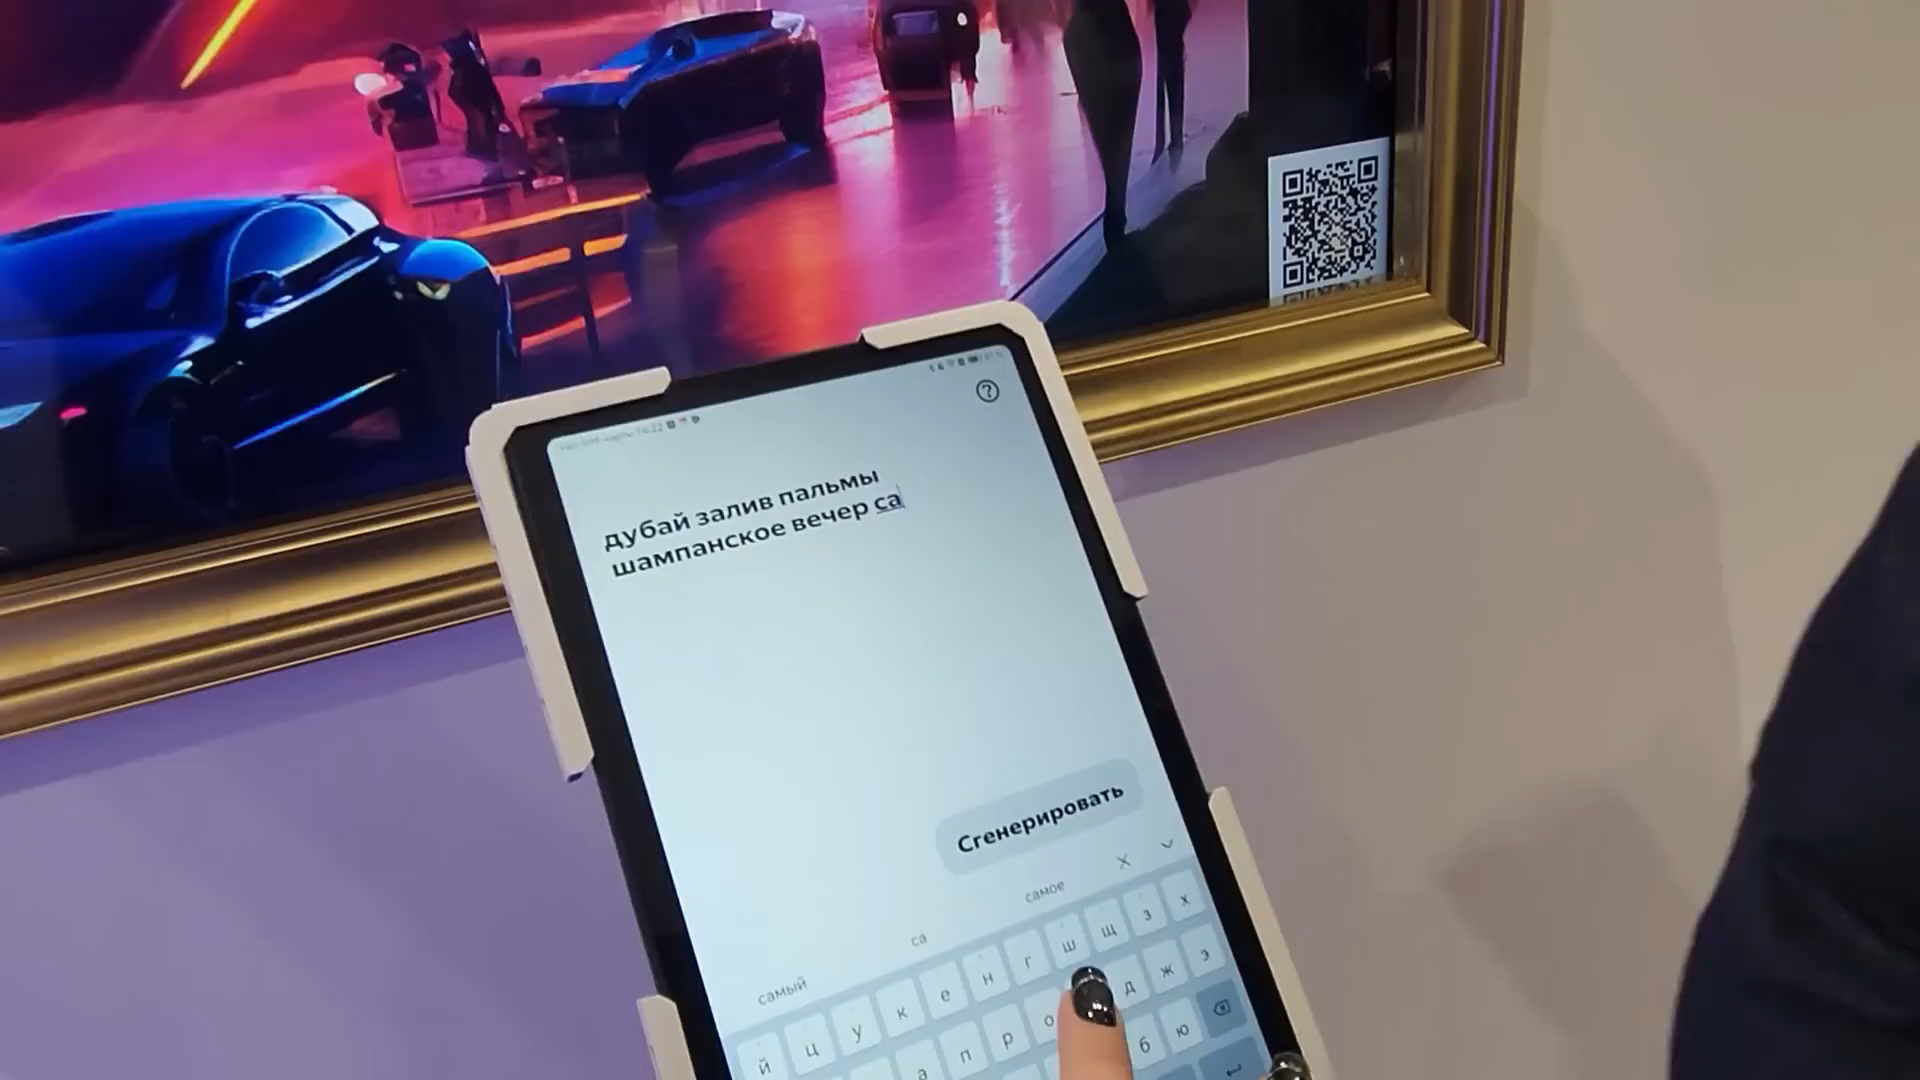 дубай залив пальмы
шампанское вечер са
Сгенерировать
самый са самое
й ц у к е н г ш щ з х
а п р о д ж э
б ю